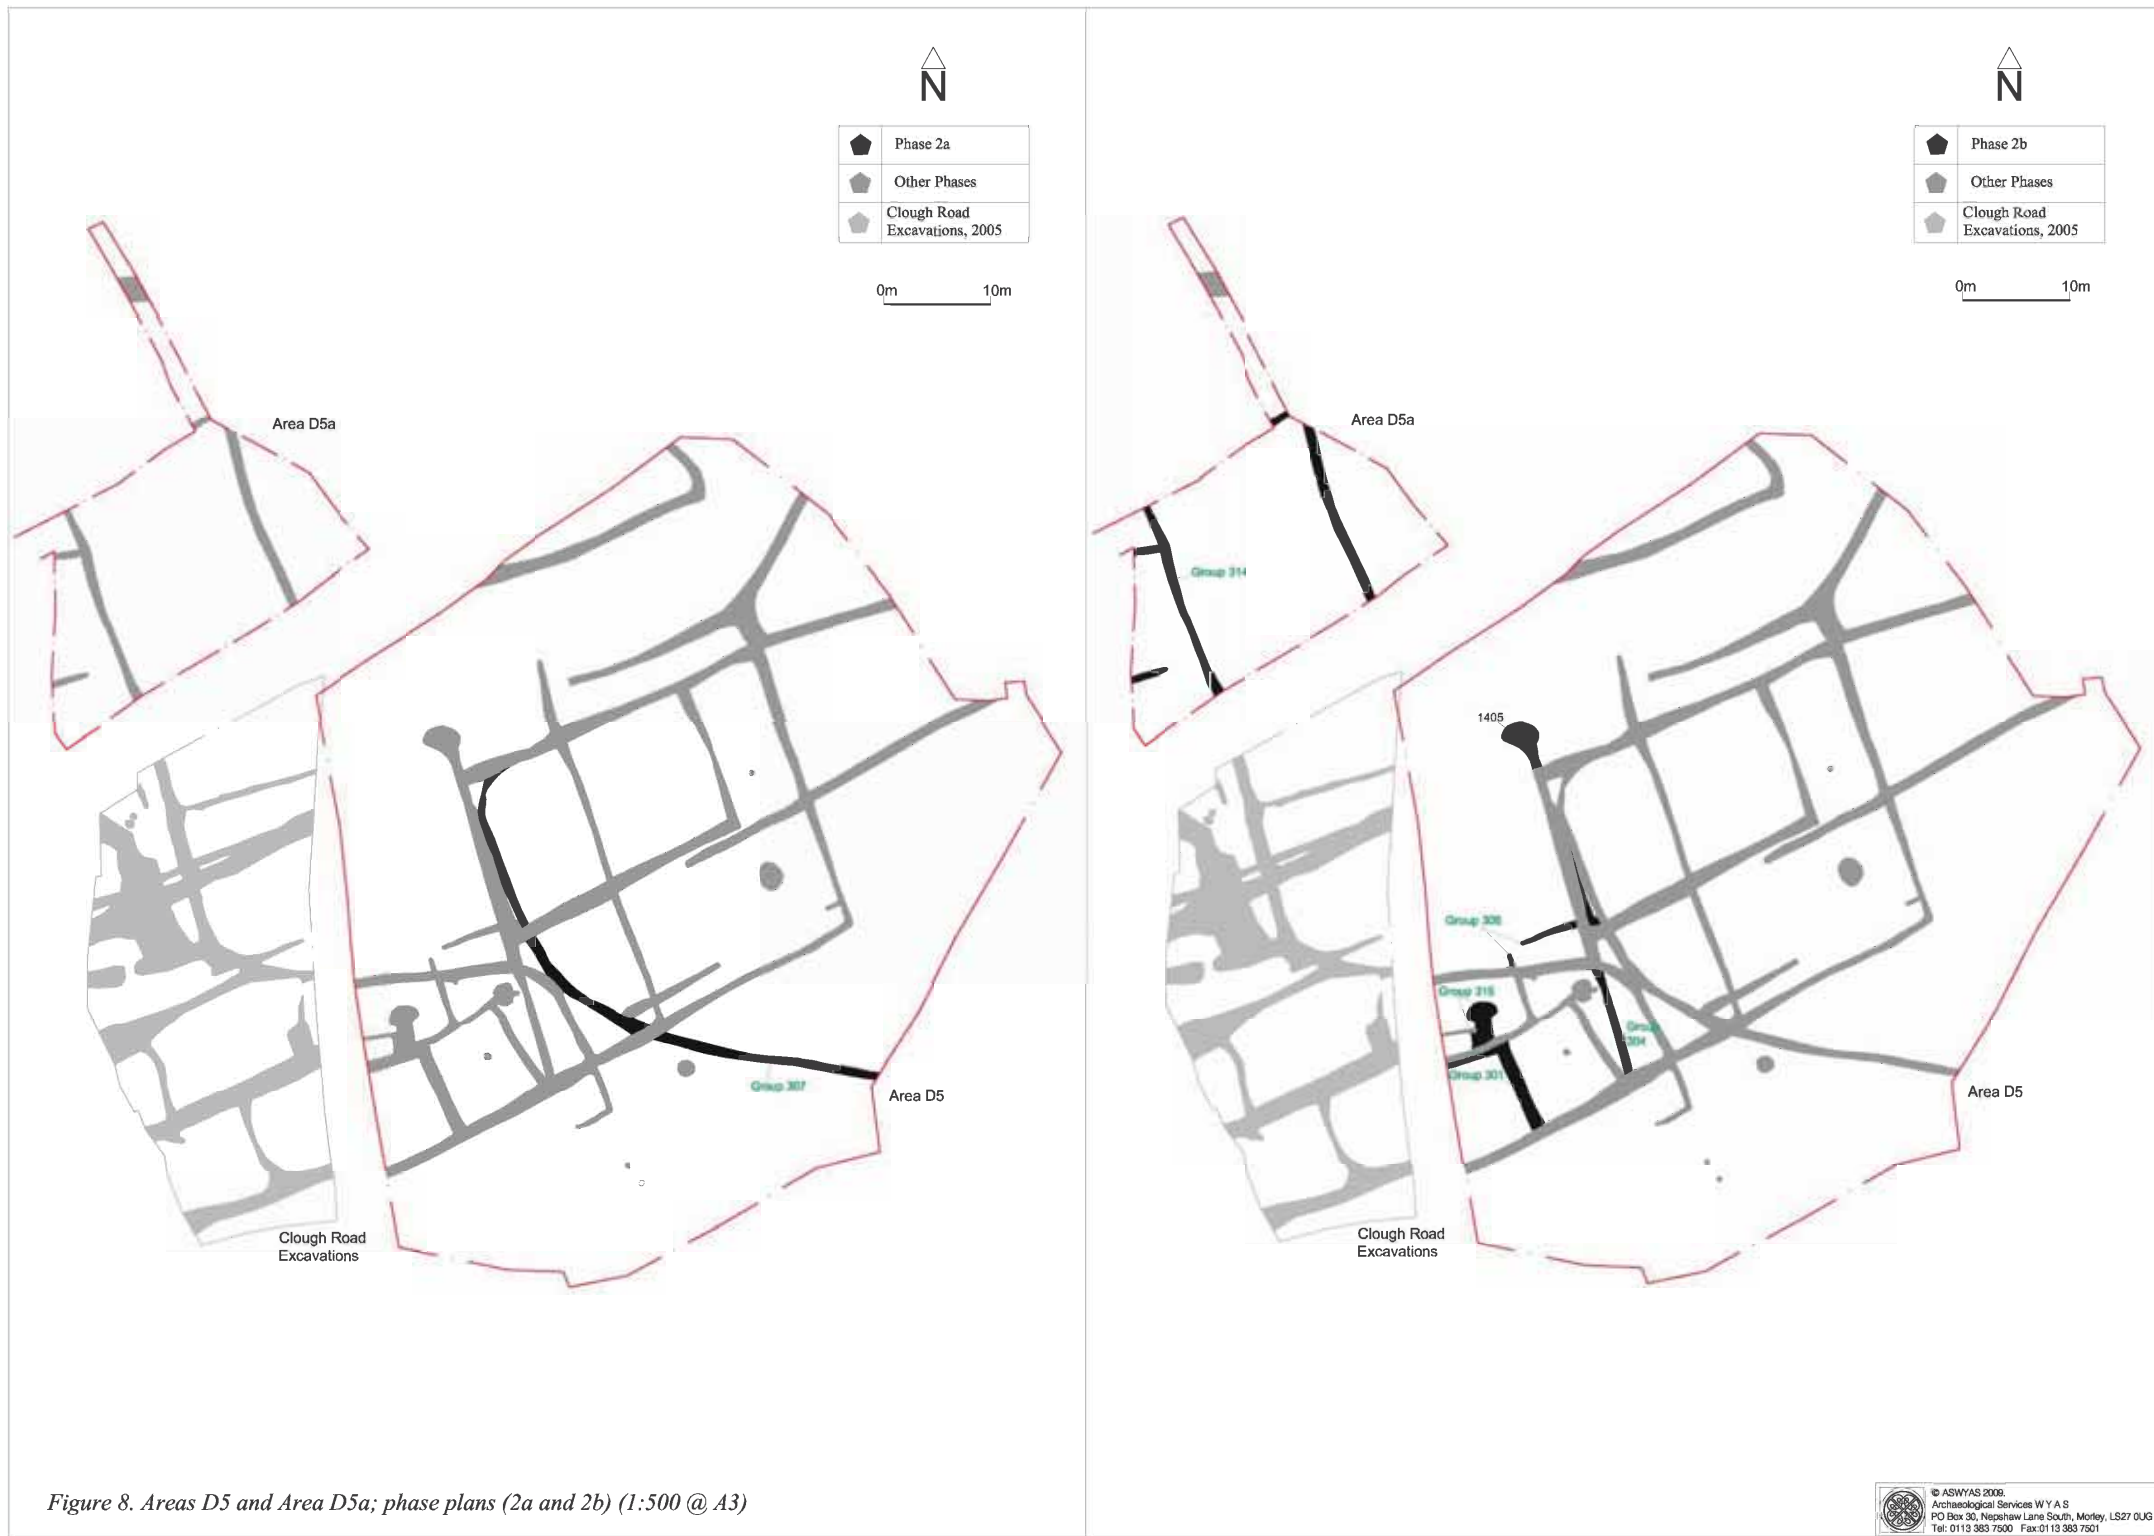 N
Phase 2a
Other Phases
Clough Road
Excavations, 2005
0m 10m
Area D5a
Group 307
Area D5
Clough Road
Excavations
N
Phase 2b
Other Phases
Clough Road
Excavations, 2005
0m 10m
Area D5a
Group 314
1405
Group
Group
Group
304
Group 301
Area D5
Clough Road
Excavations
Figure 8. Areas D5 and Area D5a; phase plans (2a and 2b) (1:500 @ A3)
© ASWYAS 2009.
Archaeological Services W Y A S
PO Box 30, Nepshaw Lane South, Morley, LS27 0UG
Tel: 0113 383 7500 Fax:0113 383 7501